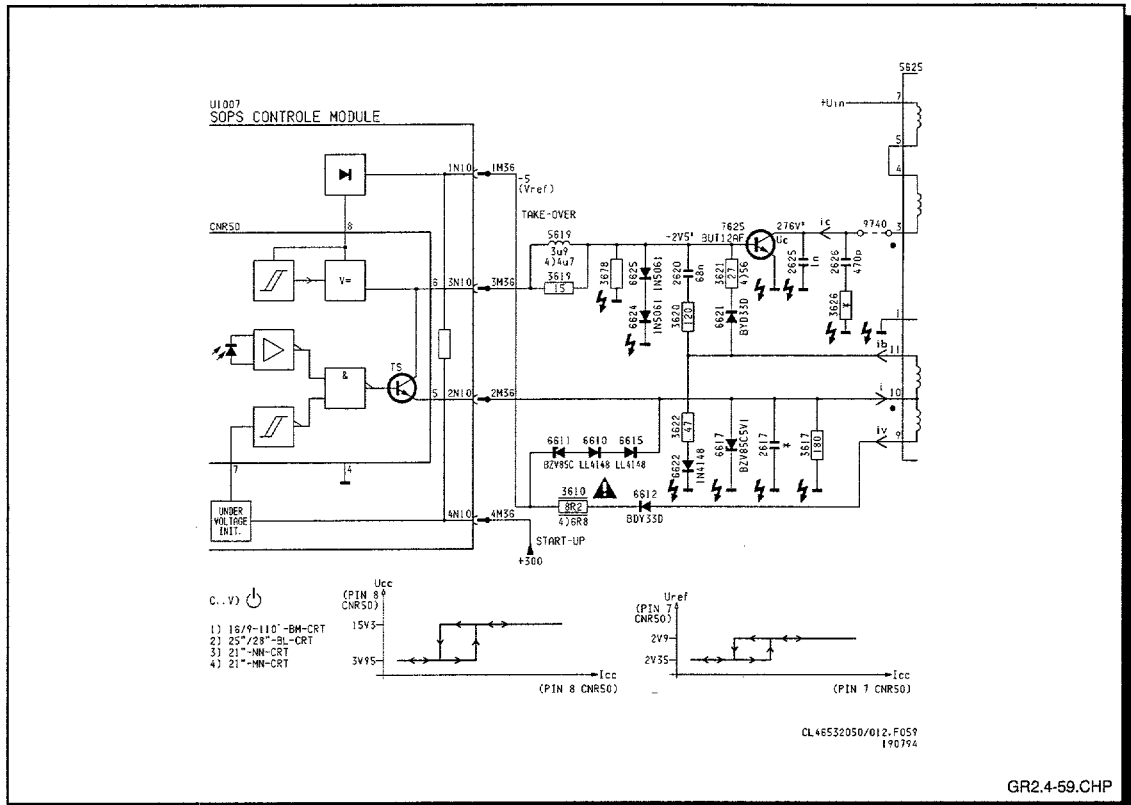 S625
7
+Uin
5
4
U1007
SOPS CONTROLE MODULE
1N10
1M36
-5
(Vref)
TAKE-OVER
CNR50
8
5619
3u9
4)4u7
3619
15
V=
6
3N10
3M36
3678
6625
1N5061
6624
1N5061
-2V5'
2620
68n
3620
120
3621
27
4)56
6621
BYD33D
7625
BUT12AF
276V*
Uc
ic
9740
3
2625
1n
2626
470p
3626
*
1
ib
11
TS
&
5
2N10
2M36
i
10
iv
9
6611
6610
6615
BZV85C
LL4148
LL4148
3622
47
6622
1N4148
6617
BZV85C5V1
2617
*
3617
180
7
4
3610
8R2
4)6R8
6612
BDY33D
UNDER
VOLTAGE
INIT.
4N10
4M36
START-UP
+300
C..V)
1) 16/9-110°-BM-CRT
2) 25"/28"-BL-CRT
3) 21"-NN-CRT
4) 21"-MN-CRT
Ucc
(PIN 8
CNR50)
15V3
3V95
Icc
(PIN 8 CNR50)
Uref
(PIN 7
CNR50)
2V9
2V35
Icc
(PIN 7 CNR50)
CL46532050/012.F059
190794
GR2.4-59.CHP